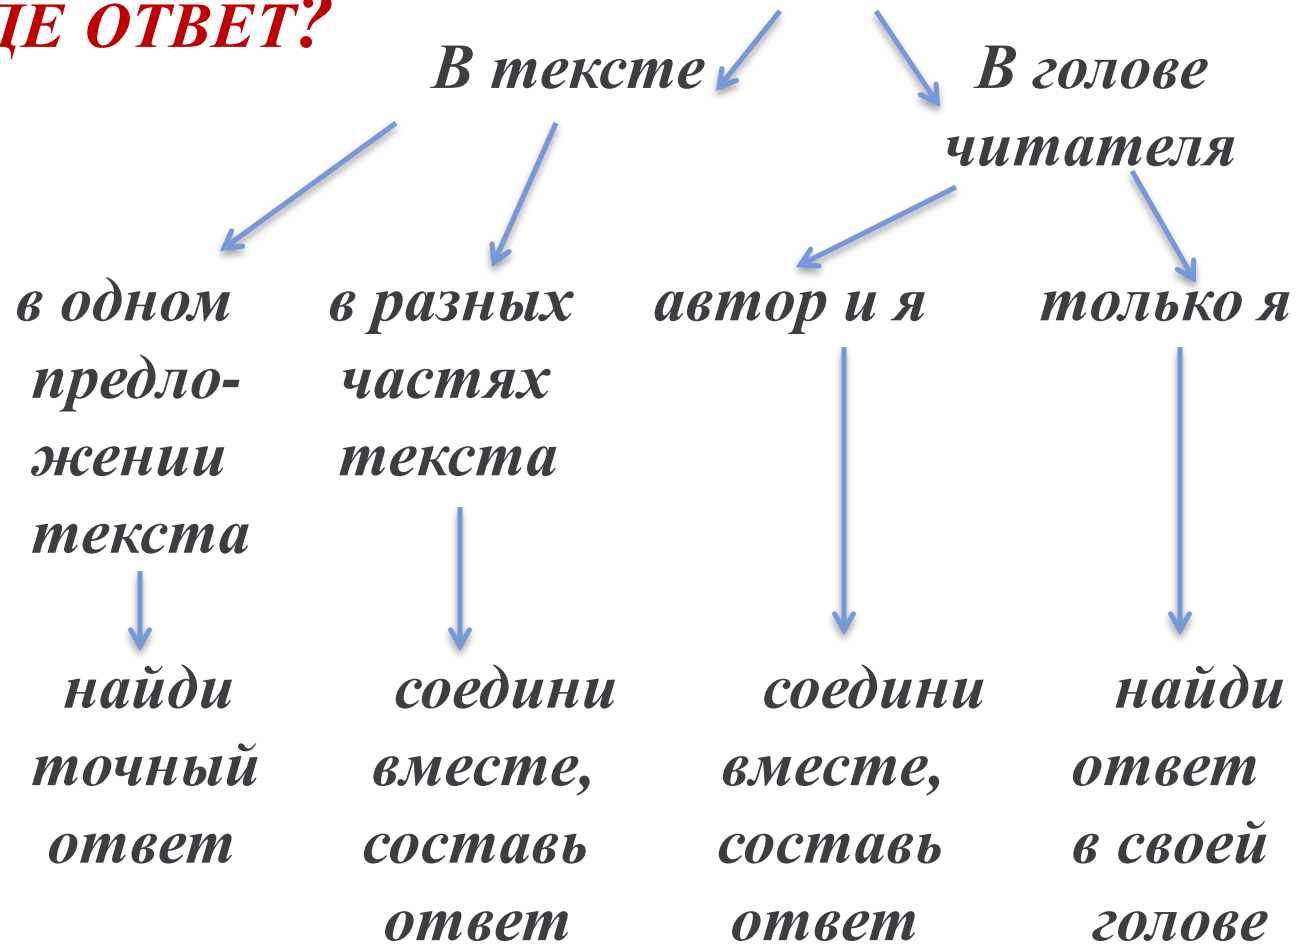 ДЕ ОТВЕТ?
В тексте
В голове
читателя
в одном
предло-
жении
текста
в разных
частях
текста
автор и я
только я
найди
точный
ответ
соедини
вместе,
составь
ответ
соедини
вместе,
составь
ответ
найди
ответ
в своей
голове